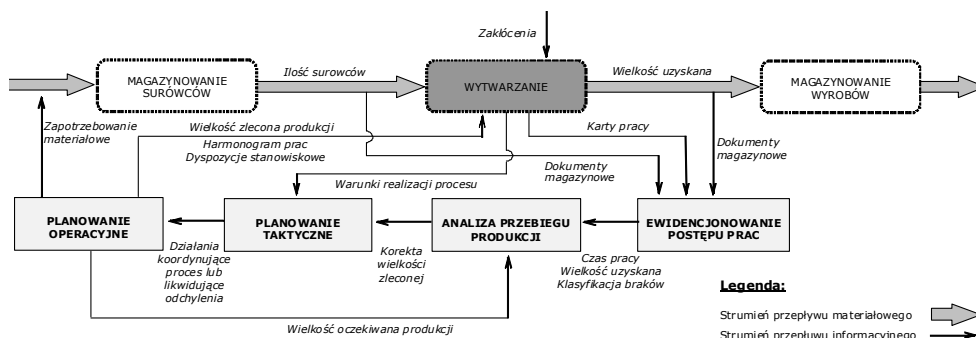 Zakłócenia
MAGAZYNOWANIE
SURÓWCÓW
Ilość surowców
WYTWARZANIE
Wielkość uzyskana
MAGAZYNOWANIE
WYROBÓW
Zapotrzebowanie
materiałowe
Wielkość zlecona produkcji
Harmonogram prac
Dyspozycje stanowiskowe
Karty pracy
Dokumenty
magazynowe
Dokumenty
magazynowe
Warunki realizacji procesu
PLANOWANIE
OPERACYJNE
PLANOWANIE
TAKTYCZNE
ANALIZA PRZEBIEGU
PRODUKCJI
EWIDENCJONOWANIE
POSTĘPU PRAC
Działania
koordynujące
proces lub
likwidujące
odchylenia
Korekta
wielkości
zleconej
Czas pracy
Wielkość uzyskana
Klasyfikacja braków
Wielkość oczekiwana produkcji
Legenda:
Strumień przepływu materiałowego
Strumień przepływu informacyjnego